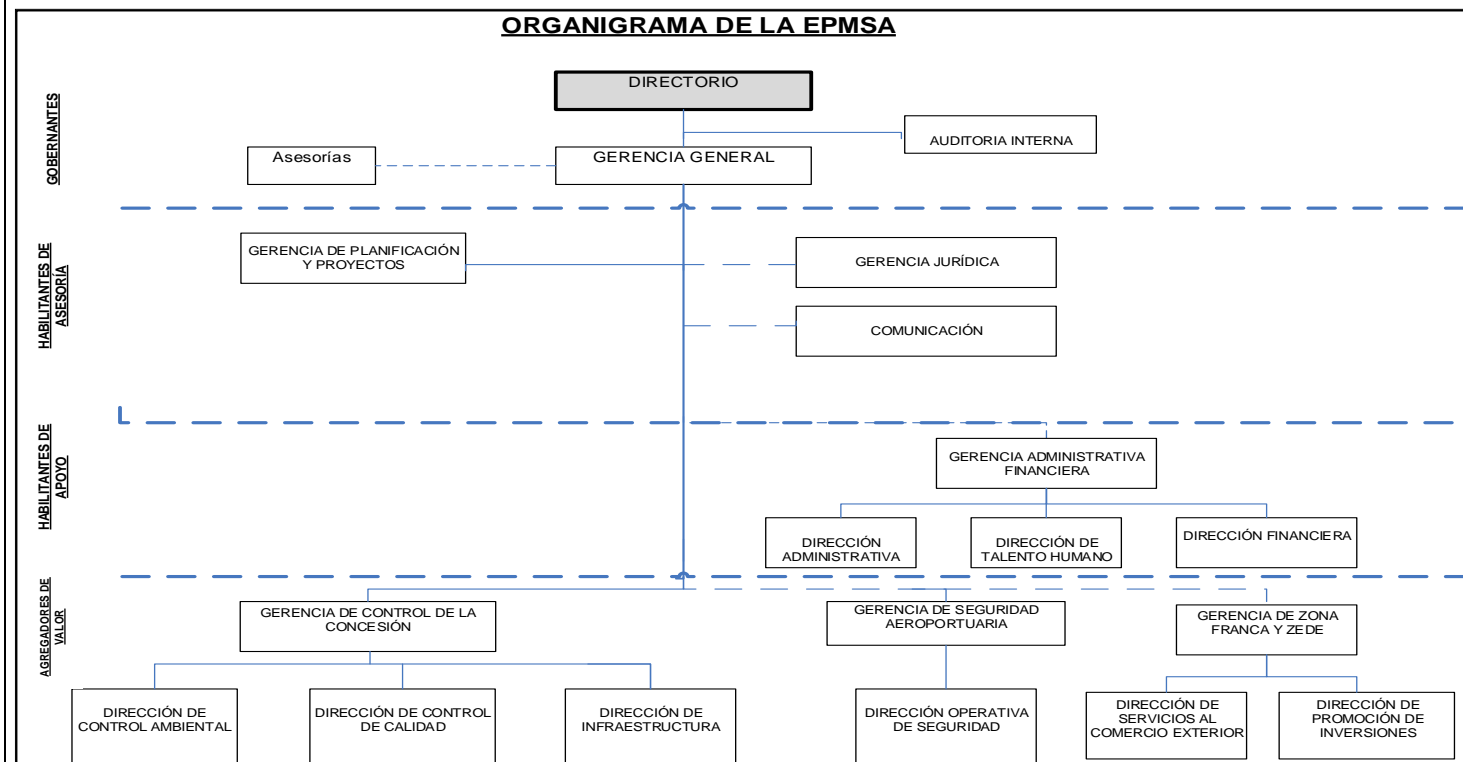 ORGANIGRAMA DE LA EPMSA
GOBERNANTES
DIRECTORIO
AUDITORIA INTERNA
Asesorías
GERENCIA GENERAL
HABILITANTES DE
ASESORÍA
GERENCIA DE PLANIFICACIÓN
Y PROYECTOS
GERENCIA JURÍDICA
COMUNICACIÓN
HABILITANTES DE
APOYO
GERENCIA ADMINISTRATIVA
FINANCIERA
DIRECCIÓN
ADMINISTRATIVA
DIRECCIÓN DE
TALENTO HUMANO
DIRECCIÓN FINANCIERA
AGREGADORES DE
VALOR
GERENCIA DE CONTROL DE LA
CONCESIÓN
GERENCIA DE SEGURIDAD
AEROPORTUARIA
GERENCIA DE ZONA
FRANCA Y ZEDE
DIRECCIÓN DE
CONTROL AMBIENTAL
DIRECCIÓN DE CONTROL
DE CALIDAD
DIRECCIÓN DE
INFRAESTRUCTURA
DIRECCIÓN OPERATIVA
DE SEGURIDAD
DIRECCIÓN DE
SERVICIOS AL
COMERCIO EXTERIOR
DIRECCIÓN DE
PROMOCIÓN DE
INVERSIONES